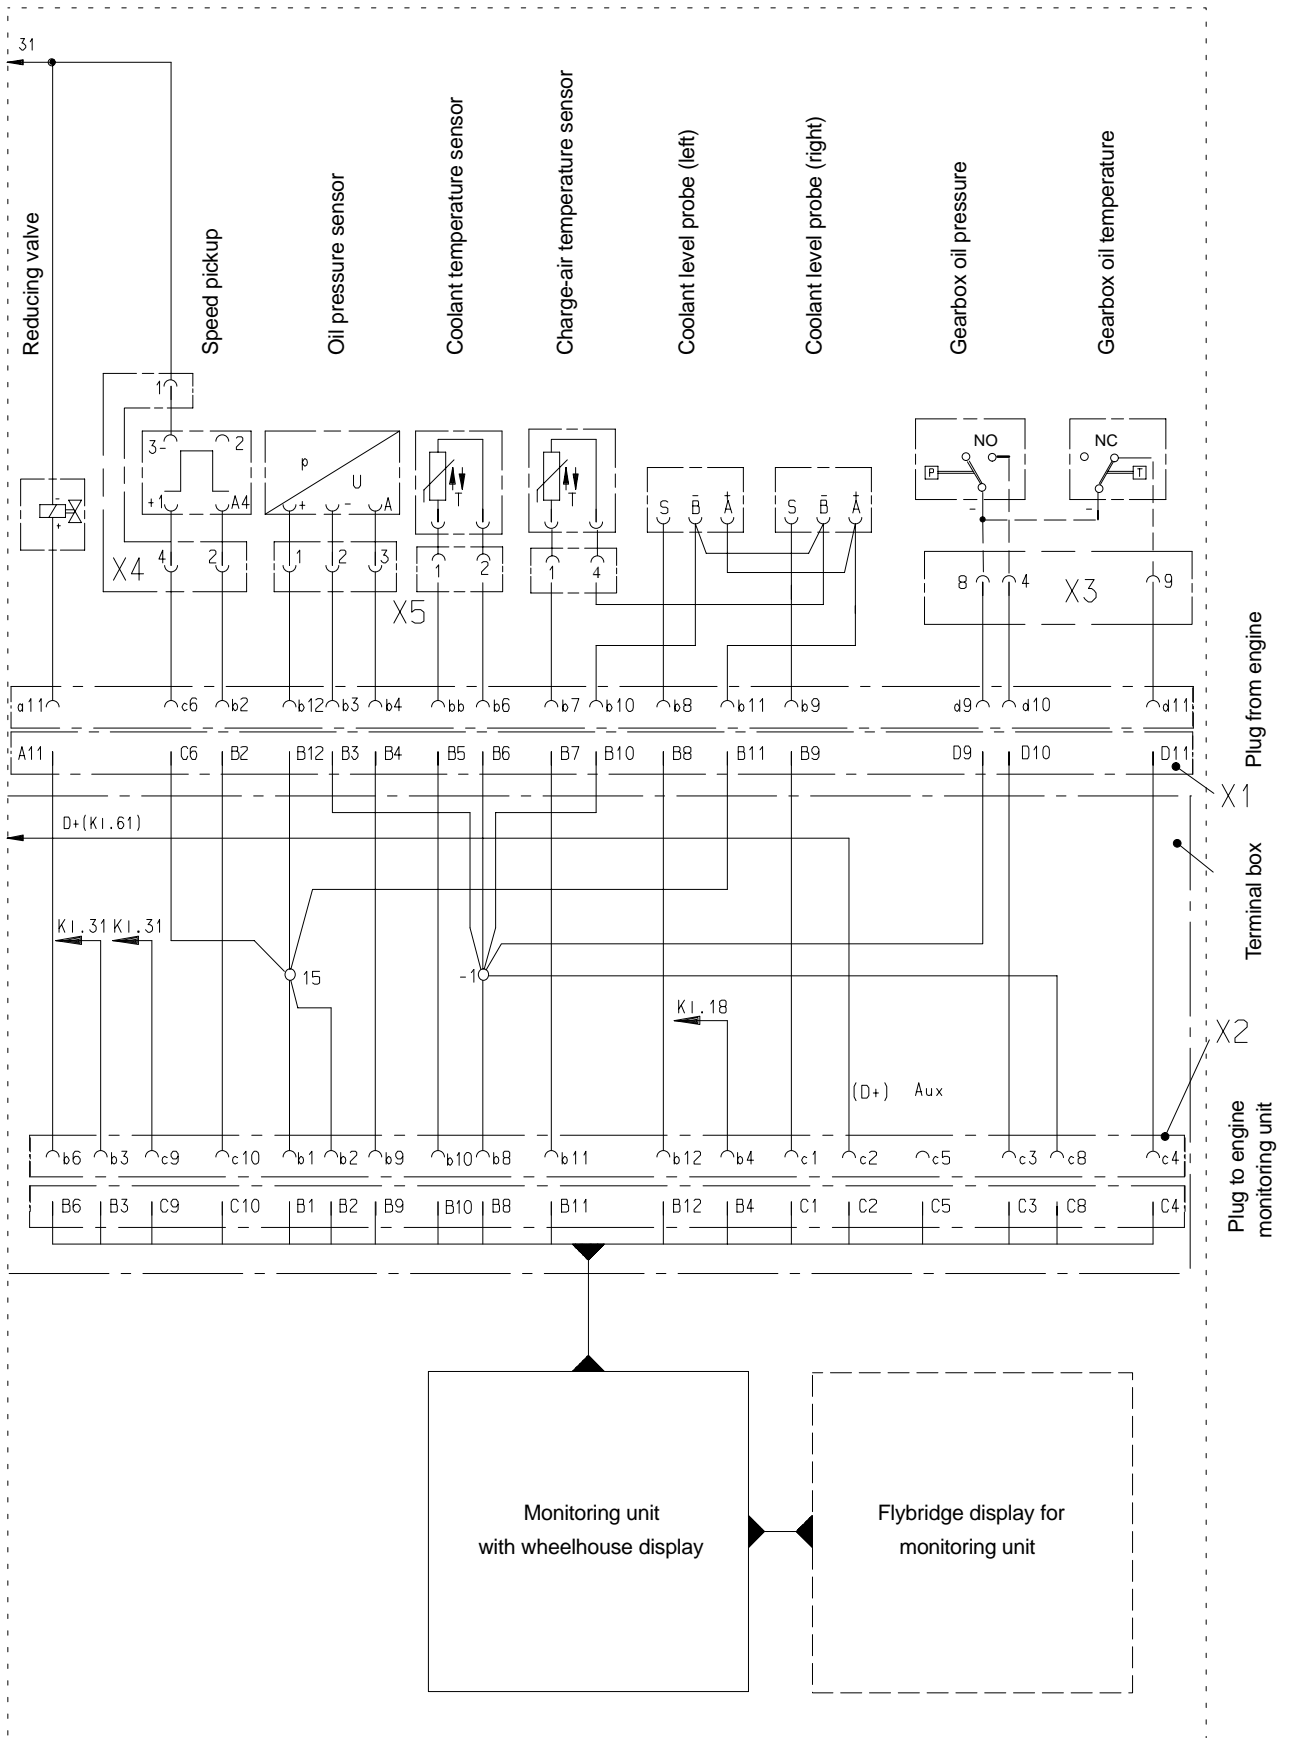 31
Reducing valve
Speed pickup
Oil pressure sensor
Coolant temperature sensor
Charge-air temperature sensor
Coolant level probe (left)
Coolant level probe (right)
Gearbox oil pressure
Gearbox oil temperature
1
3- 2
+1 A4
p
U
+ - A
T
T
S B A
S B A
- +
- +
NO
P
-
NC
T
-
- +
X4
4 2
1 2 3
X5
1 2
1 4
8 4 X3 9
Plug from engine
a11 c6 b2 b12 b3 b4 bb b6 b7 b10 b8 b11 b9 d9 d10 d11
A11 C6 B2 B12 B3 B4 B5 B6 B7 B10 B8 B11 B9 D9 D10 D11
X1
D+(Kl.61)
Terminal box
Kl.31 Kl.31
15
-1
Kl.18
X2
(D+) Aux
Plug to engine
monitoring unit
b6 b3 c9 c10 b1 b2 b9 b10 b8 b11 b12 b4 c1 c2 c5 c3 c8 c4
B6 B3 C9 C10 B1 B2 B9 B10 B8 B11 B12 B4 C1 C2 C5 C3 C8 C4
Monitoring unit
with wheelhouse display
Flybridge display for
monitoring unit